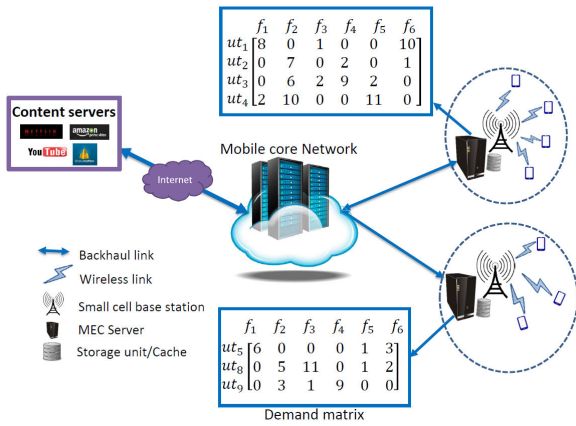 f1 f2 f3 f4 f5 f6
ut1 [8 0 1 0 0 10]
ut2 [0 7 0 2 0 1]
ut3 [0 6 2 9 2 0]
ut4 [2 10 0 0 11 0]
Content servers
NETFLIX
amazon
prime video
YouTube
Internet
Mobile core Network
Backhaul link
Wireless link
Small cell base station
MEC Server
Storage unit/Cache
f1 f2 f3 f4 f5 f6
ut5 [6 0 0 0 1 3]
ut8 [0 5 11 0 1 2]
ut9 [0 3 1 9 0 0]
Demand matrix